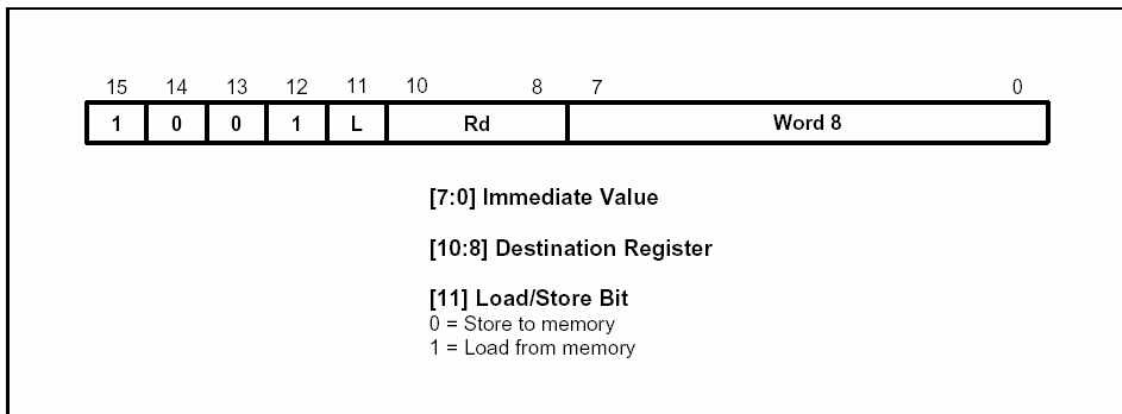 15 14 13 12 11 10 8 7 0
1 0 0 1 L Rd Word 8
[7:0] Immediate Value
[10:8] Destination Register
[11] Load/Store Bit
0 = Store to memory
1 = Load from memory